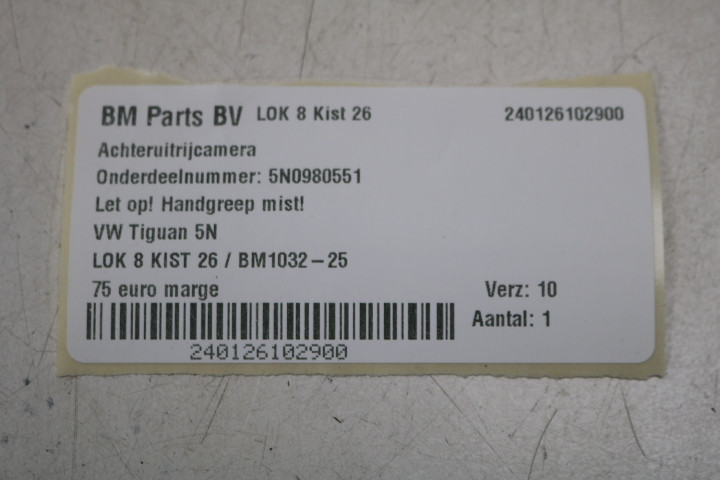 BM Parts BV LOK 8 Kist 26 240126102900
Achteruitrijcamera
Onderdeelnummer: 5N0980551
Let op! Handgreep mist!
VW Tiguan 5N
LOK 8 KIST 26 / BM1032-25
75 euro marge Verz: 10
Aantal: 1
240126102900